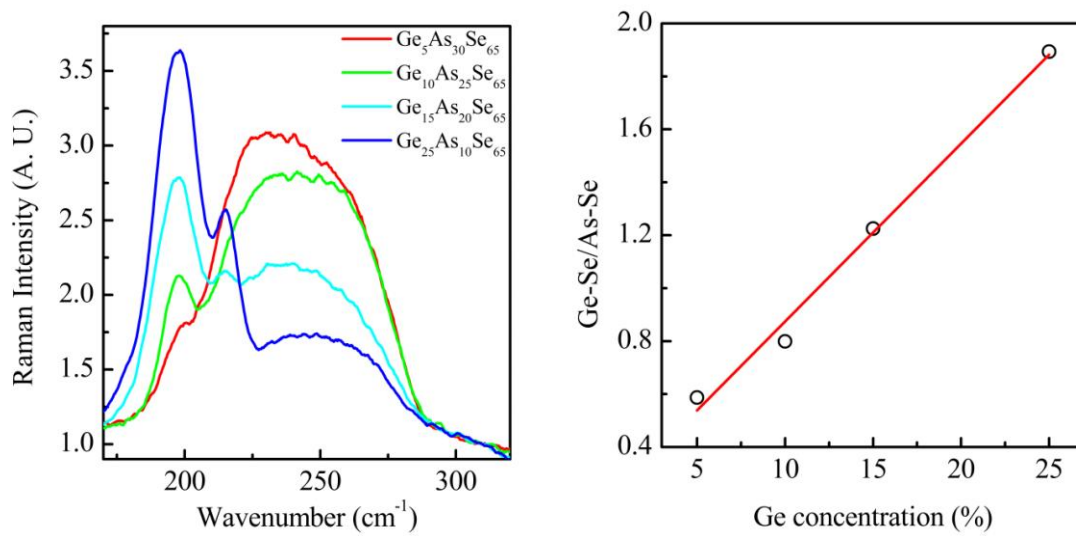 Raman Intensity (A. U.)
3.5
3.0
2.5
2.0
1.5
1.0
Ge₅As₃₀Se₆₅
Ge₁₀As₂₅Se₆₅
Ge₁₅As₂₀Se₆₅
Ge₂₅As₁₀Se₆₅
200 250 300
Wavenumber (cm⁻¹)
Ge-Se/As-Se
2.0
1.6
1.2
0.8
0.4
5 10 15 20 25
Ge concentration (%)